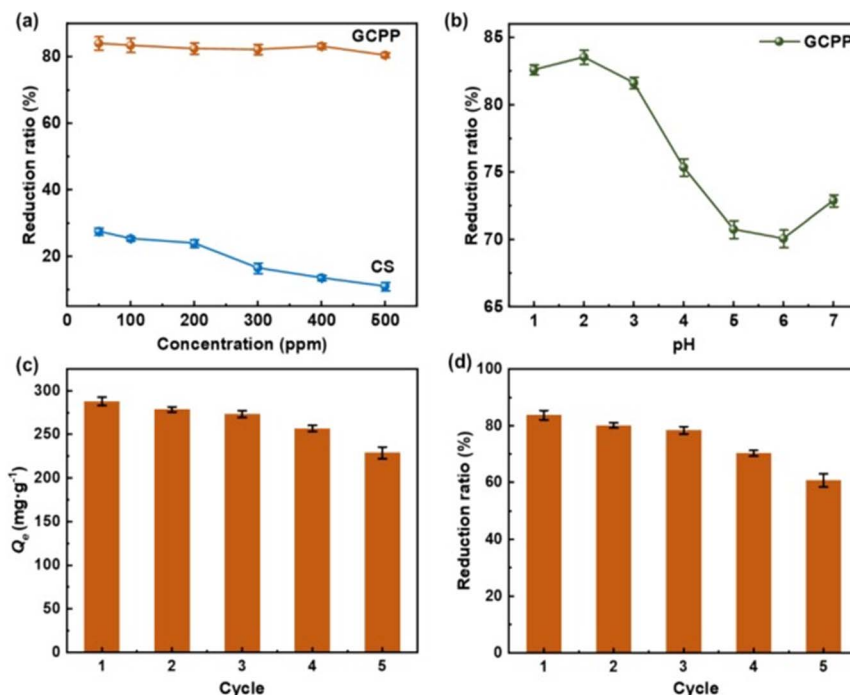 (a)
Reduction ratio (%)
100
80
60
40
20
GCPP
CS
0 100 200 300 400 500
Concentration (ppm)
(b)
Reduction ratio (%)
85
80
75
70
65
GCPP
1 2 3 4 5 6 7
pH
(c)
Qe (mg·g-1)
300
250
200
150
100
50
0
1 2 3 4 5
Cycle
(d)
Reduction ratio (%)
100
80
60
40
20
0
1 2 3 4 5
Cycle